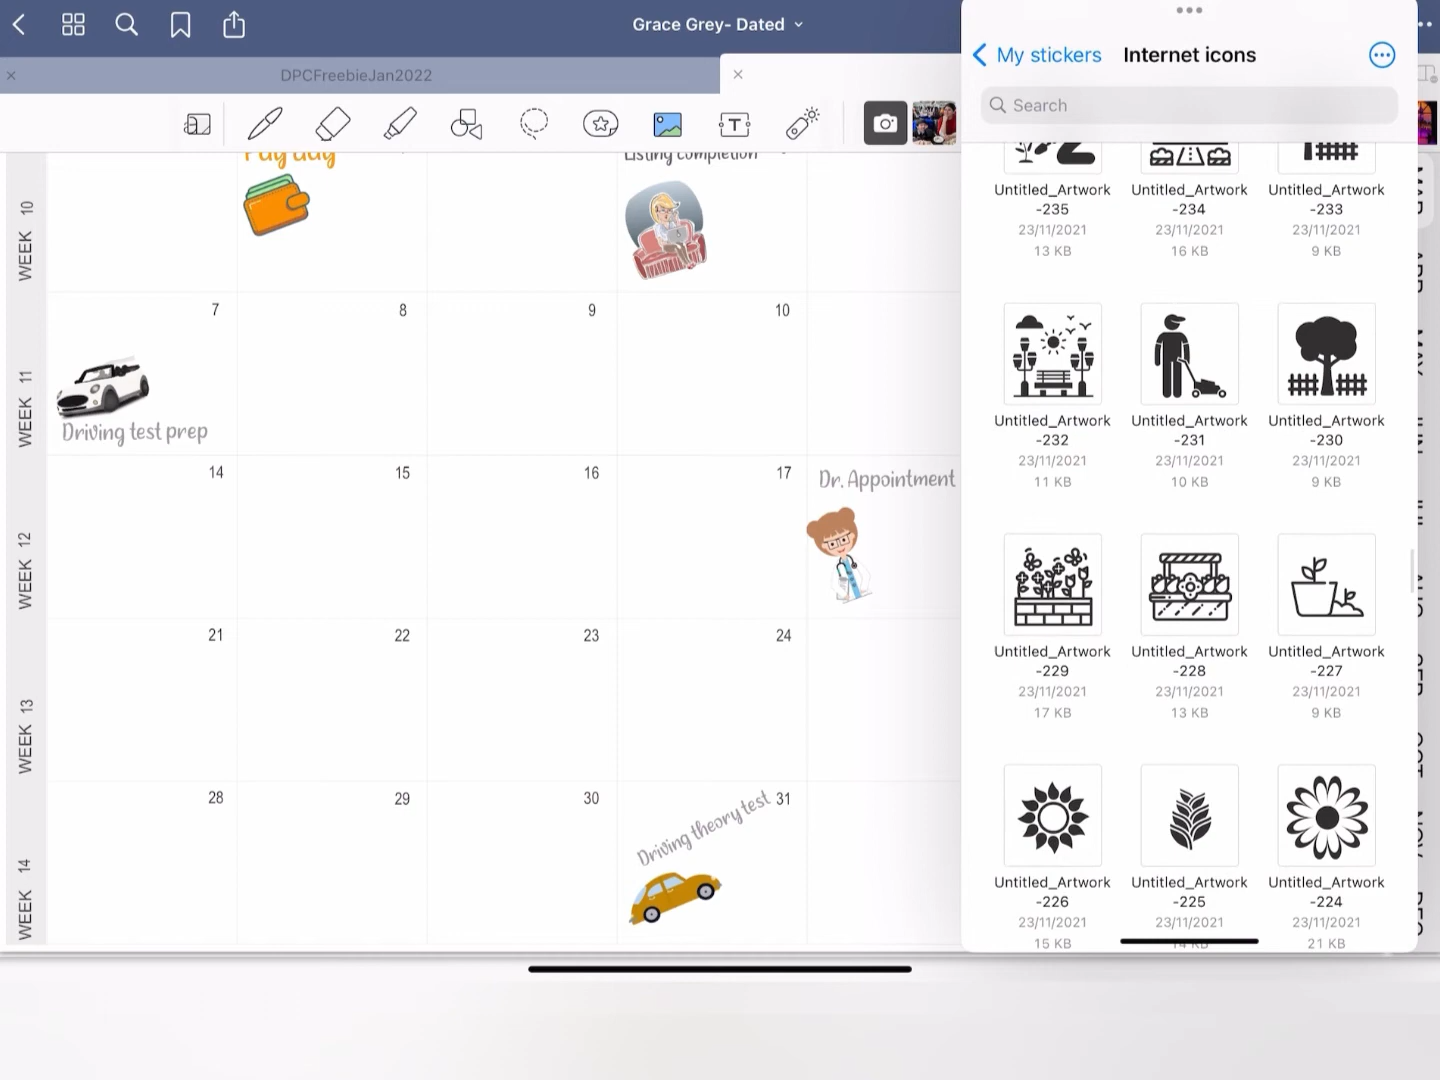 Grace Grey- Dated
DPCFreebieJan2022
My stickers
Internet icons
Search
Pay day
Listing completion
WEEK 10
7
8
9
10
Driving test prep
WEEK 11
14
15
16
17
Dr. Appointment
WEEK 12
21
22
23
24
WEEK 13
28
29
30
31
Driving theory test
WEEK 14
Untitled_Artwork
-235
23/11/2021
13 KB
Untitled_Artwork
-234
23/11/2021
16 KB
Untitled_Artwork
-233
23/11/2021
9 KB
Untitled_Artwork
-232
23/11/2021
11 KB
Untitled_Artwork
-231
23/11/2021
10 KB
Untitled_Artwork
-230
23/11/2021
9 KB
Untitled_Artwork
-229
23/11/2021
17 KB
Untitled_Artwork
-228
23/11/2021
13 KB
Untitled_Artwork
-227
23/11/2021
9 KB
Untitled_Artwork
-226
23/11/2021
15 KB
Untitled_Artwork
-225
23/11/2021
14 KB
Untitled_Artwork
-224
23/11/2021
21 KB